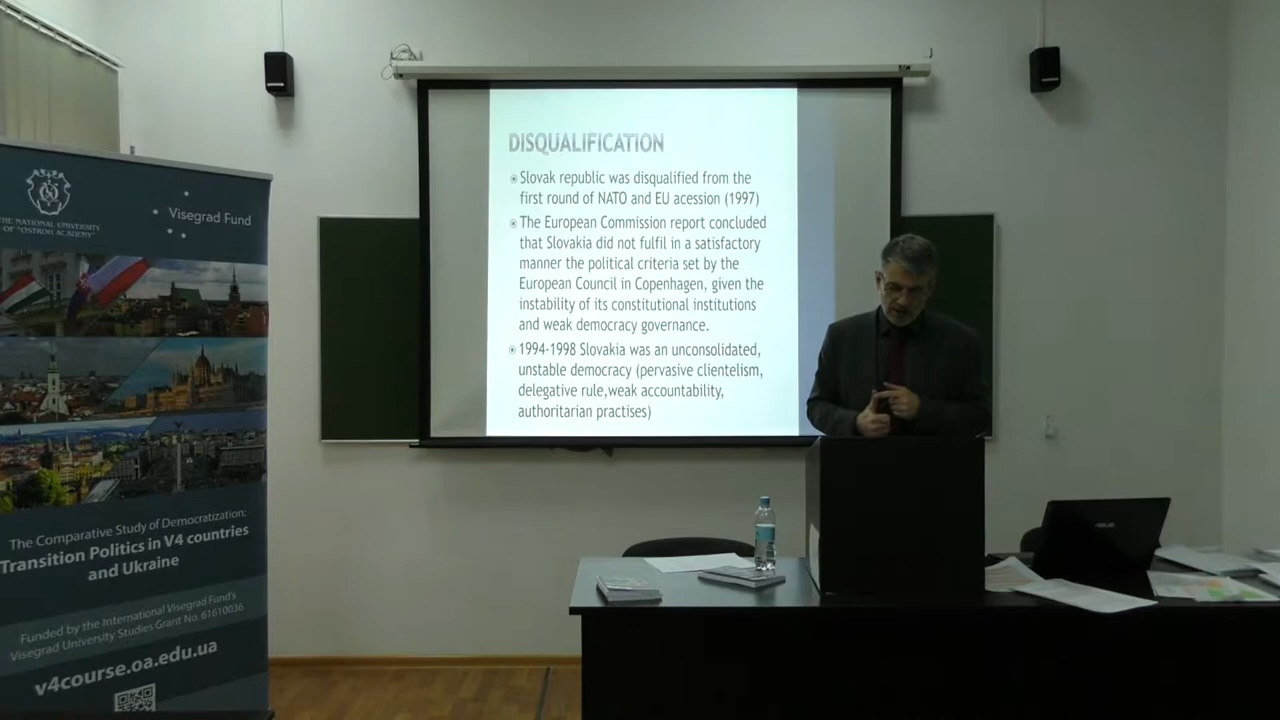 THE NATIONAL UNIVERSITY
OF "OSTROH ACADEMY"
Visegrad Fund
The Comparative Study of Democratization:
Transition Politics in V4 countries
and Ukraine
Funded by the International Visegrad Fund's
Visegrad University Studies Grant No. 61610036
v4course.oa.edu.ua
DISQUALIFICATION
Slovak republic was disqualified from the
first round of NATO and EU acession (1997)
The European Commission report concluded
that Slovakia did not fulfil in a satisfactory
manner the political criteria set by the
European Council in Copenhagen, given the
instability of its constitutional institutions
and weak democracy governance.
1994-1998 Slovakia was an unconsolidated,
unstable democracy (pervasive clientelism,
delegative rule,weak accountability,
authoritarian practises)
ASUS